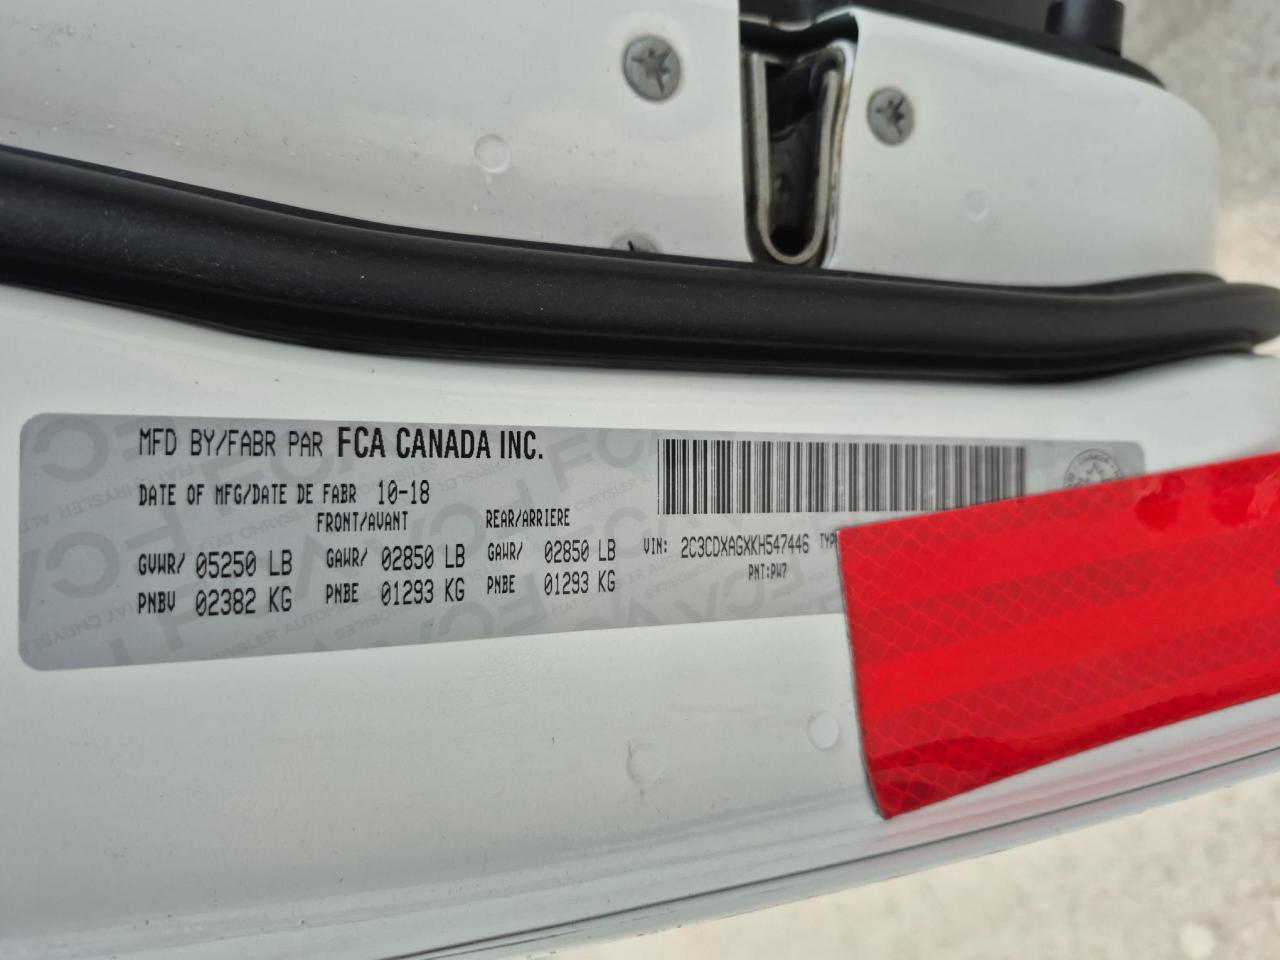 MFD BY/FABR PAR FCA CANADA INC.
DATE OF MFG/DATE DE FABR 10-18
FRONT/AVANT REAR/ARRIERE
GVWR/ 05250 LB GAWR/ 02850 LB GAWR/ 02850 LB
PNBV 02382 KG PNBE 01293 KG PNBE 01293 KG
VIN: 2C3CDXAGXKH547446 TYP
PNT:PW7